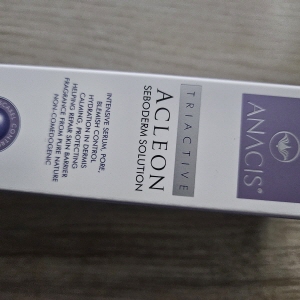 ANACIS®
TRIACTIVE
ACLEON
SEBODERM SOLUTION
INTENSIVE SERUM, PORE,
BLEMISH CONTROL
HYDRATION IN DERMIS
CALMING, PROTECTING
HELPING REPAIR SKIN BARRIER
FRAGRANCE FROM PURE NATURE
NON-COMEDOGENIC